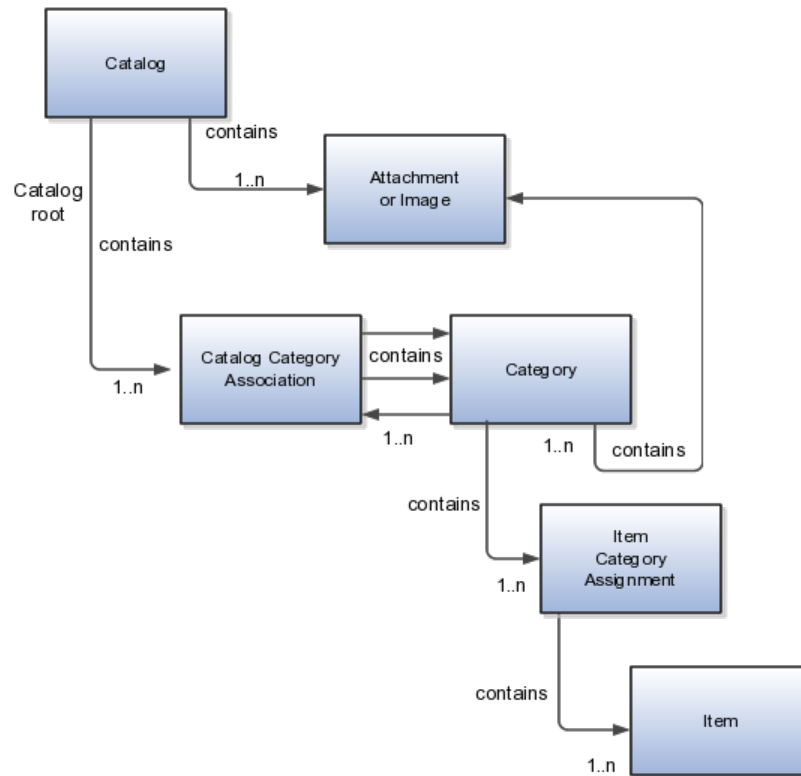 Catalog
contains
1..n
Attachment
or Image
Catalog
root
contains
1..n
Catalog Category
Association
contains
Category
1..n
1..n
contains
contains
1..n
Item
Category
Assignment
contains
1..n
Item